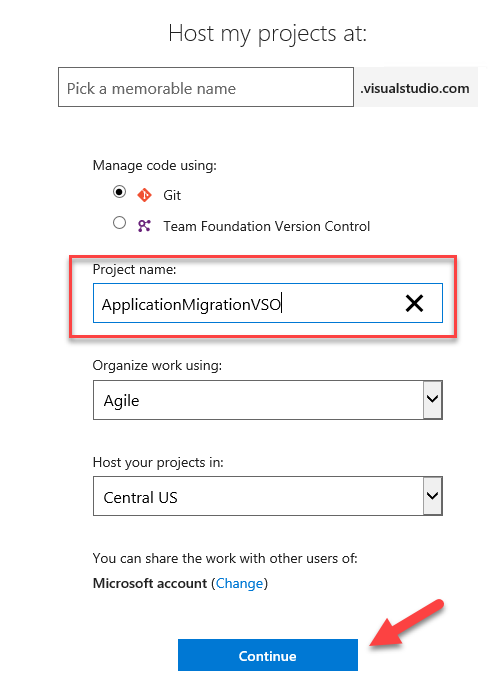 Host my projects at:
Pick a memorable name .visualstudio.com
Manage code using:
Git
Team Foundation Version Control
Project name:
ApplicationMigrationVSO
Organize work using:
Agile
Host your projects in:
Central US
You can share the work with other users of:
Microsoft account (Change)
Continue